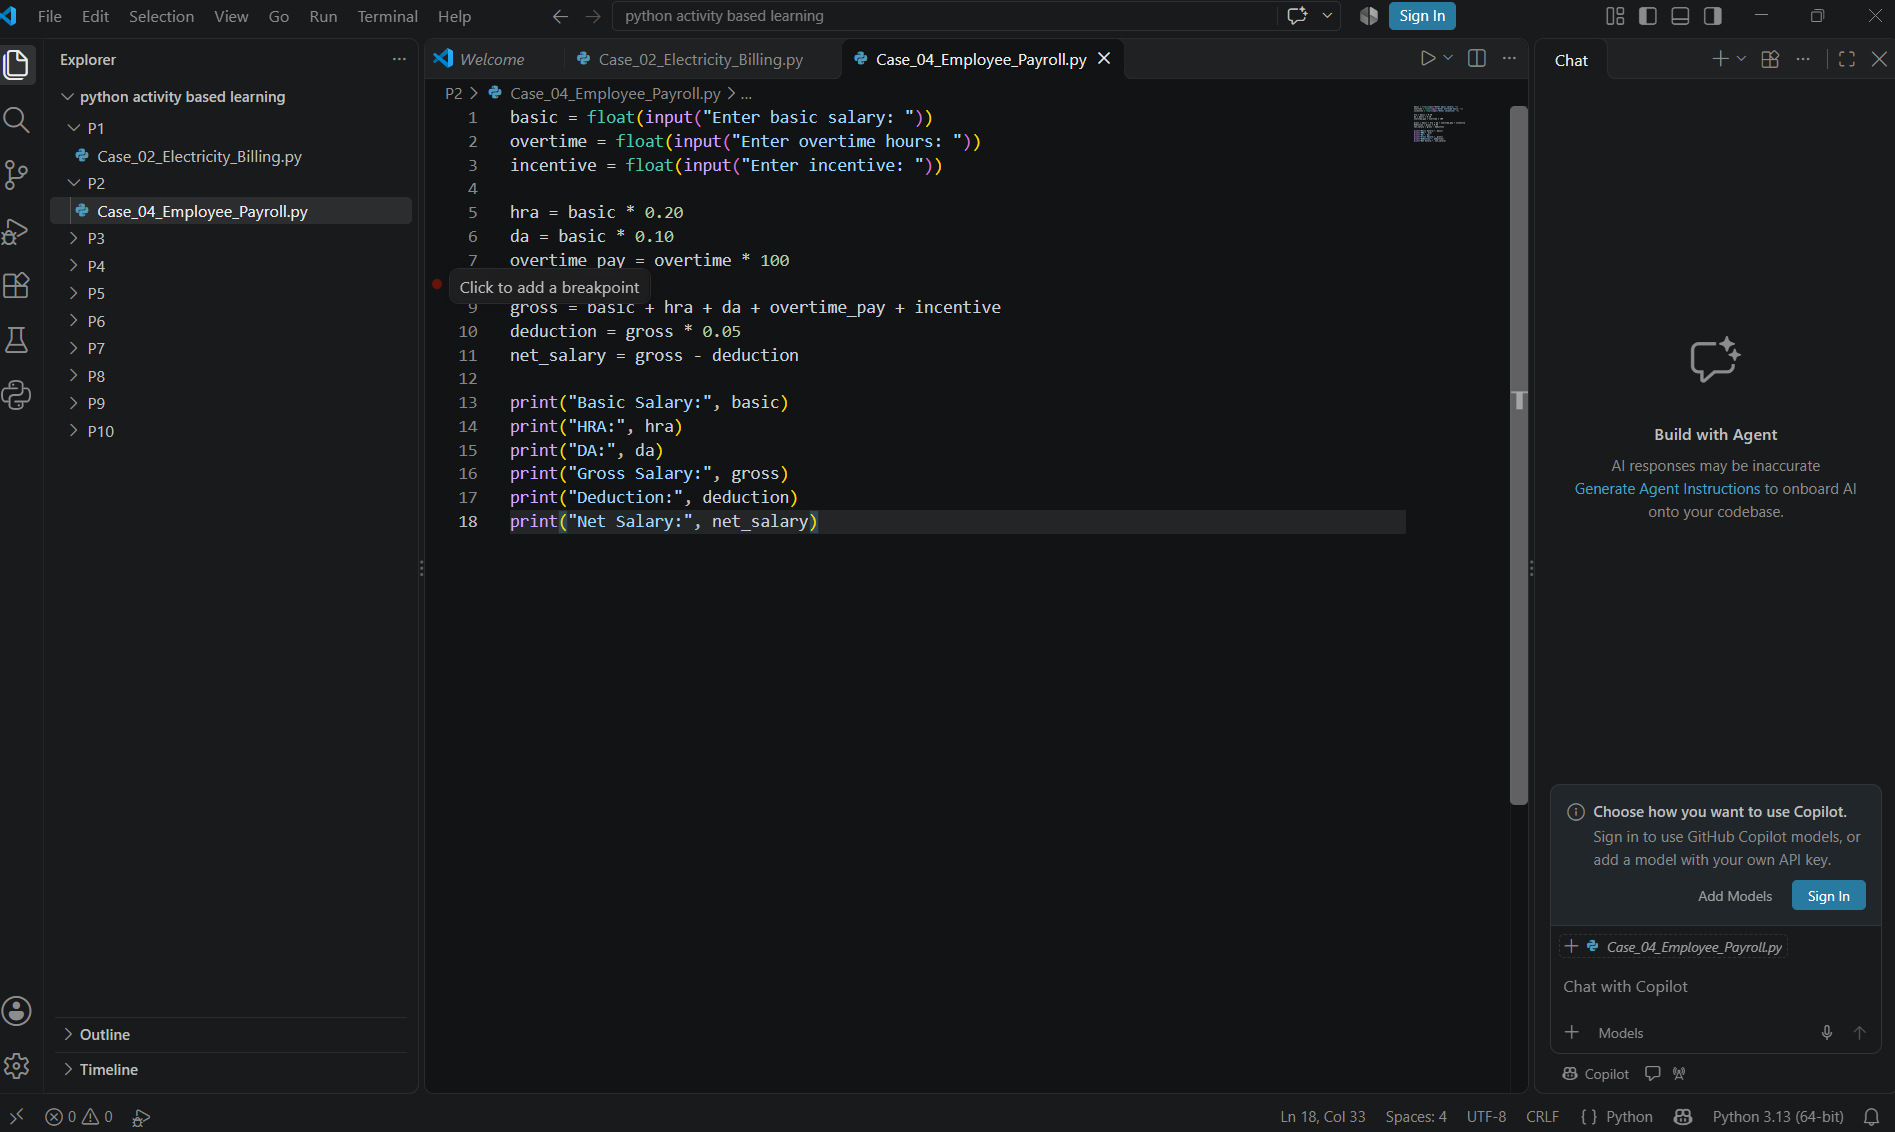 File Edit Selection View Go Run Terminal Help
python activity based learning
Sign In
Explorer
python activity based learning
P1
Case_02_Electricity_Billing.py
P2
Case_04_Employee_Payroll.py
P3
P4
P5
P6
P7
P8
P9
P10
Outline
Timeline
Welcome
Case_02_Electricity_Billing.py
Case_04_Employee_Payroll.py
P2 > Case_04_Employee_Payroll.py > ...
1 basic = float(input("Enter basic salary: "))
2 overtime = float(input("Enter overtime hours: "))
3 incentive = float(input("Enter incentive: "))
4
5 hra = basic * 0.20
6 da = basic * 0.10
7 overtime_pay = overtime * 100
Click to add a breakpoint
9 gross = basic + hra + da + overtime_pay + incentive
10 deduction = gross * 0.05
11 net_salary = gross - deduction
12
13 print("Basic Salary:", basic)
14 print("HRA:", hra)
15 print("DA:", da)
16 print("Gross Salary:", gross)
17 print("Deduction:", deduction)
18 print("Net Salary:", net_salary)
Chat
Build with Agent
AI responses may be inaccurate
Generate Agent Instructions to onboard AI
onto your codebase.
Choose how you want to use Copilot.
Sign in to use GitHub Copilot models, or
add a model with your own API key.
Add Models
Sign In
Case_04_Employee_Payroll.py
Chat with Copilot
Models
Copilot
0 0
Ln 18, Col 33
Spaces: 4
UTF-8
CRLF
{ } Python
Python 3.13 (64-bit)